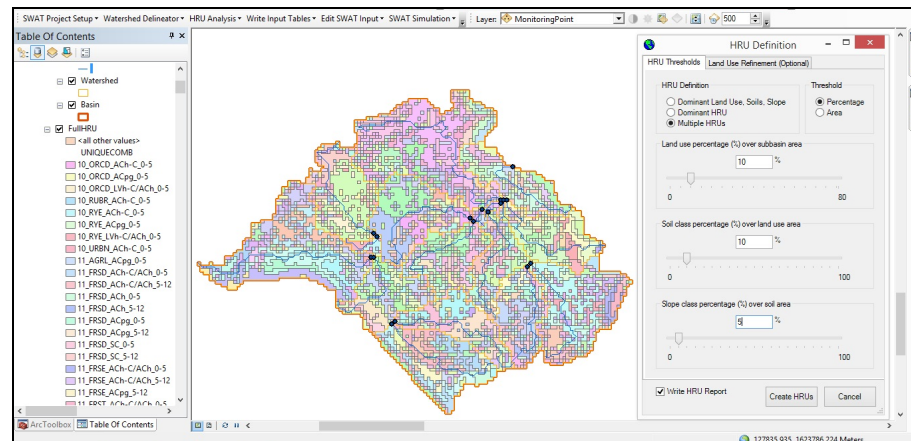 SWAT Project Setup Watershed Delineator HRU Analysis Write Input Tables Edit SWAT Input SWAT Simulation
Layer: MonitoringPoint
500
Table Of Contents
Watershed
Basin
FullHRU
<all other values>
UNIQUECOMB
10_ORCD_ACh-C_0-5
10_ORCD_ACpg_0-5
10_ORCD_LVh-C/ACh_0-5
10_RUBR_ACh-C_0-5
10_RYE_ACh-C_0-5
10_RYE_ACpg_0-5
10_RYE_LVh-C/ACh_0-5
10_URBN_ACh-C_0-5
11_AGRL_ACpg_0-5
11_FRSD_ACh-C/ACh_0-5
11_FRSD_ACh-C/ACh_5-12
11_FRSD_ACh_0-5
11_FRSD_ACh_5-12
11_FRSD_ACpg_0-5
11_FRSD_ACpg_5-12
11_FRSD_SC_0-5
11_FRSD_SC_5-12
11_FRSE_ACh-C/ACh_0-5
11_FRSE_ACh-C/ACh_5-12
11_FRSE_ACpg_5-12
11_FRST_ACh-C/ACh_0-5
ArcToolbox Table Of Contents
HRU Definition
HRU Thresholds Land Use Refinement (Optional)
HRU Definition
Dominant Land Use, Soils, Slope
Dominant HRU
Multiple HRUs
Threshold
Percentage
Area
Land use percentage (%) over subbasin area
10 %
0 80
Soil class percentage (%) over land use area
10 %
0 100
Slope class percentage (%) over soil area
5 %
0 100
Write HRU Report
Create HRUs
Cancel
127835.935 1623786.224 Meters